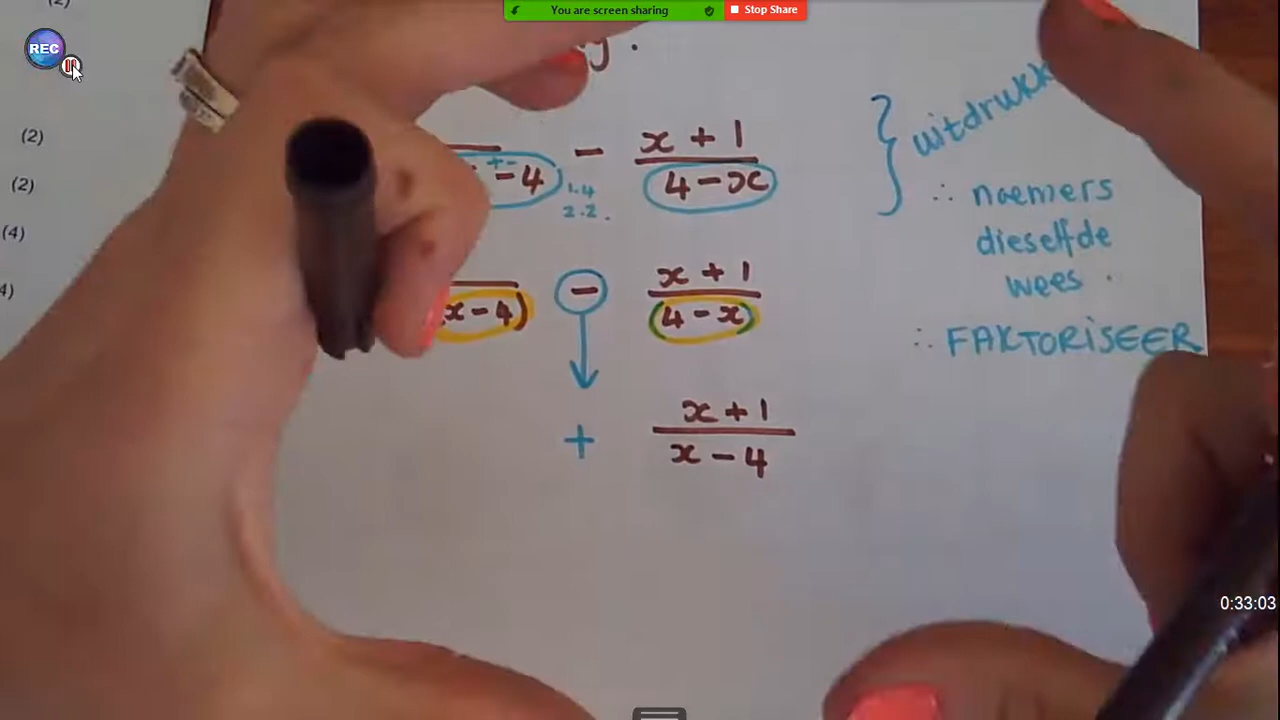 You are screen sharing Stop Share
REC
(2)
(2)
(4)
4)
-4 - x + 1
+ -
1.4
2.2.
4 - x
∴ noemers
dieselfde
wees.
x - 4) - x + 1
(4 - x)
∴ FAKTORISEER
+ x + 1
x - 4
0:33:03